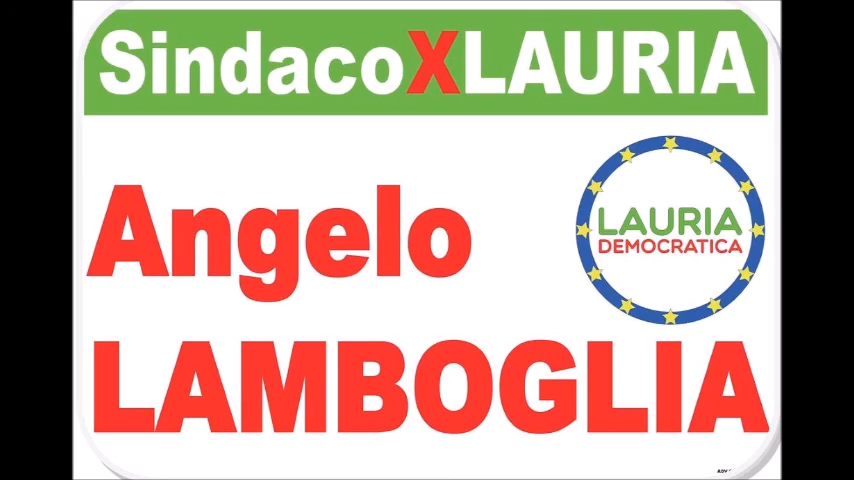 SindacoXLAURIA
Angelo
LAURIA
DEMOCRATICA
LAMBOGLIA